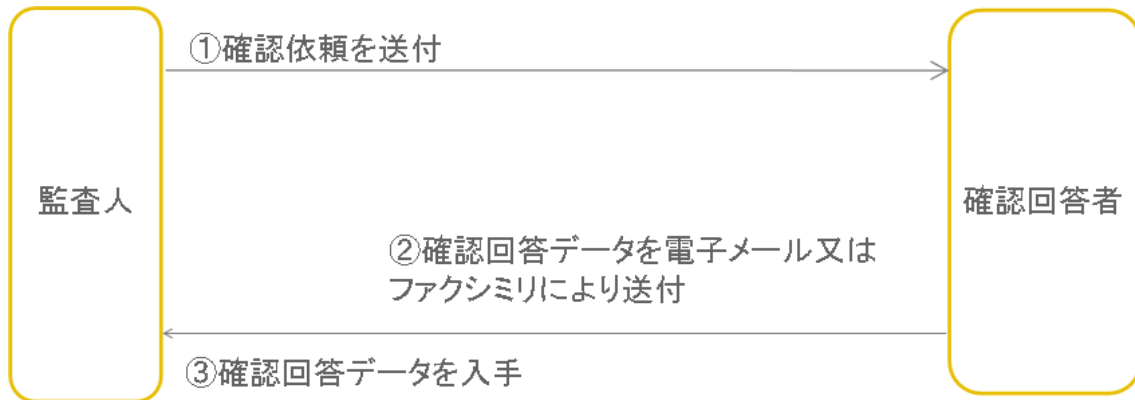 ①確認依頼を送付
監査人
確認回答者
②確認回答データを電子メール又は
ファクシミリにより送付
③確認回答データを入手